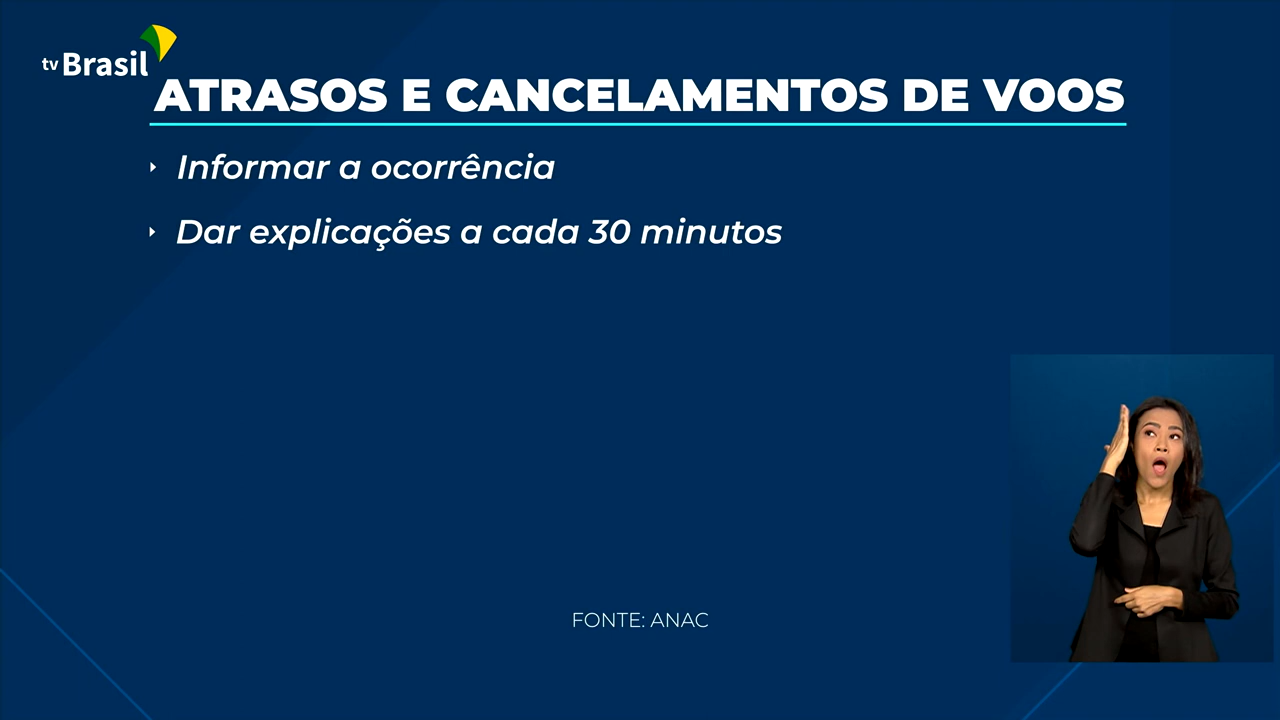 tv Brasil
ATRASOS E CANCELAMENTOS DE VOOS
Informar a ocorrência
Dar explicações a cada 30 minutos
FONTE: ANAC